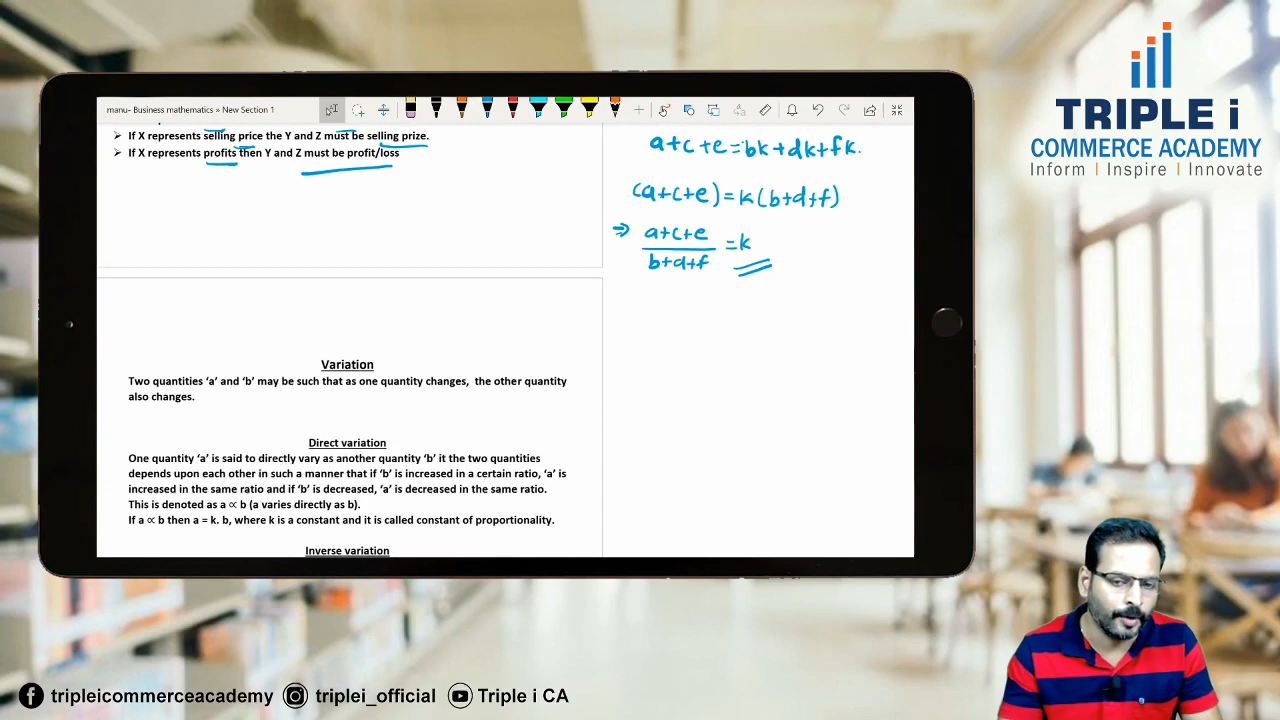 manu- Business mathematics » New Section 1
➢ If X represents selling price the Y and Z must be selling prize.
➢ If X represents profits then Y and Z must be profit/loss
a+c+e=bk+dk+fk.
(a+c+e)=k(b+d+f)
⇒ a+c+e / b+d+f = k
Variation
Two quantities ‘a’ and ‘b’ may be such that as one quantity changes, the other quantity
also changes.
Direct variation
One quantity ‘a’ is said to directly vary as another quantity ‘b’ it the two quantities
depends upon each other in such a manner that if ‘b’ is increased in a certain ratio, ‘a’ is
increased in the same ratio and if ‘b’ is decreased, ‘a’ is decreased in the same ratio.
This is denoted as a ∝ b (a varies directly as b).
If a ∝ b then a = k. b, where k is a constant and it is called constant of proportionality.
Inverse variation
TRIPLE i
COMMERCE ACADEMY
Inform | Inspire | Innovate
tripleicommerceacademy triplei_official Triple i CA